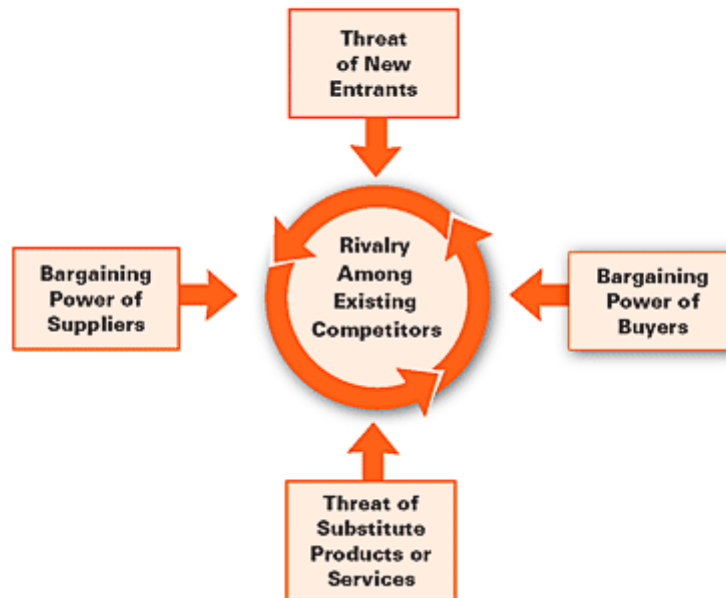 Threat
of New
Entrants
Bargaining
Power of
Suppliers
Rivalry
Among
Existing
Competitors
Bargaining
Power of
Buyers
Threat of
Substitute
Products or
Services